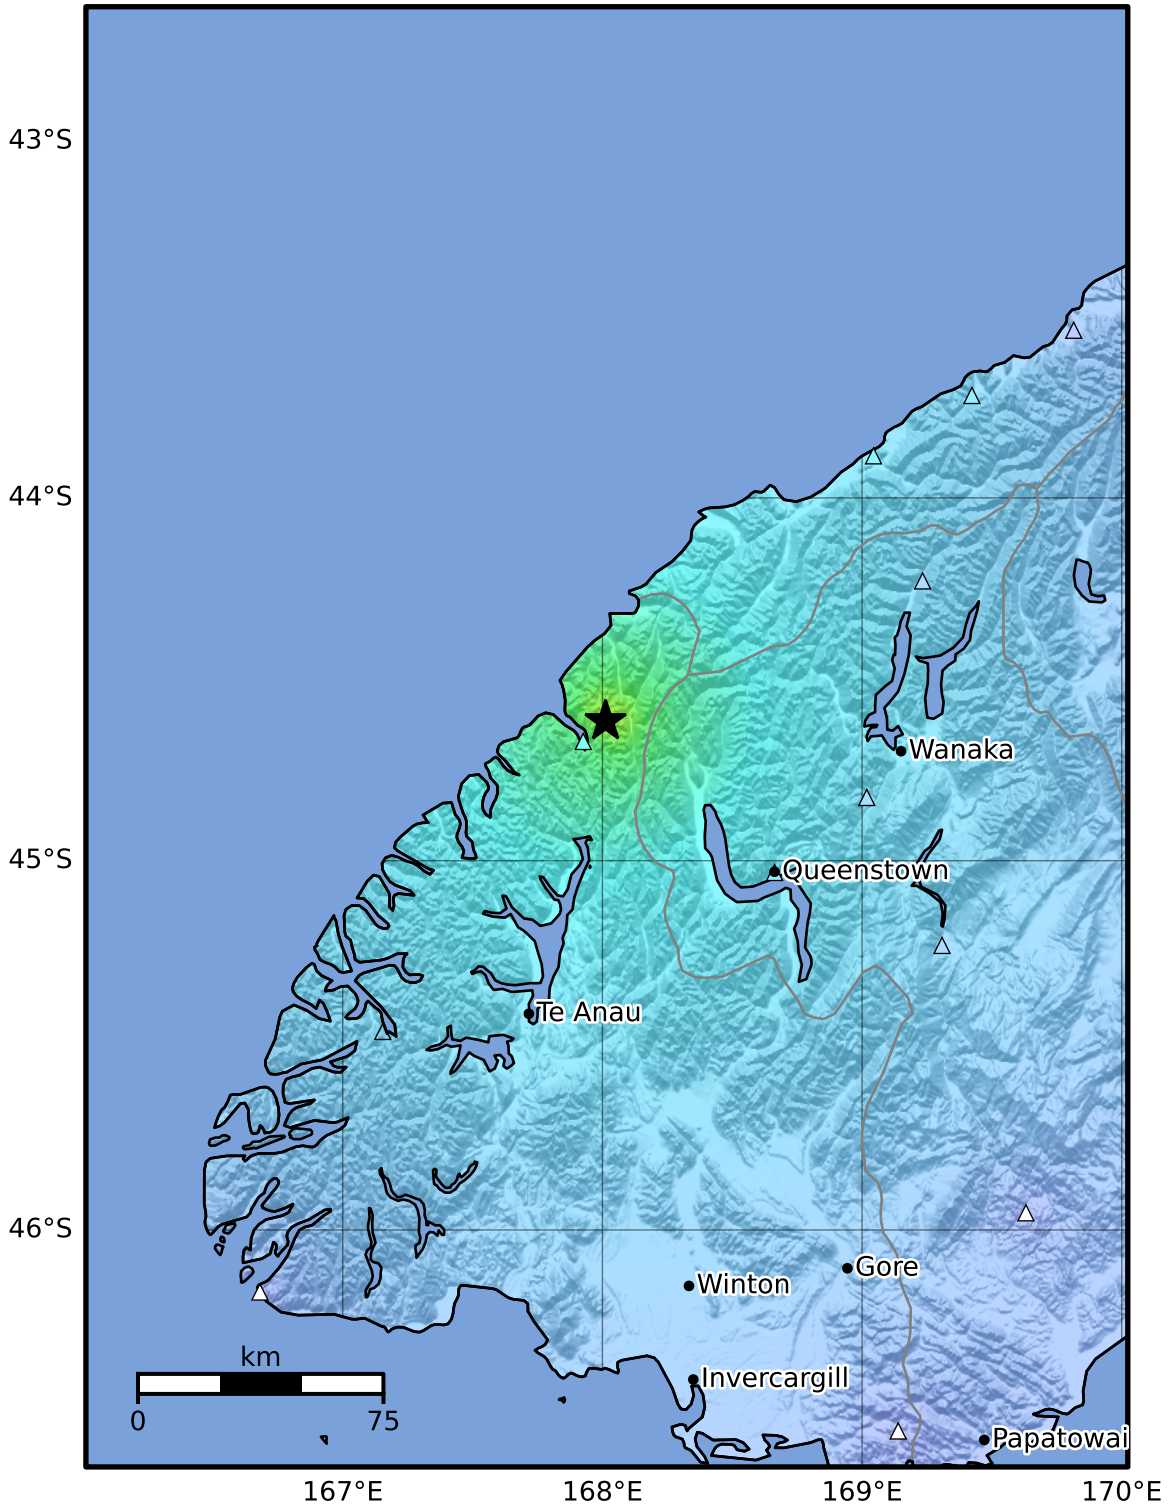 43°S
44°S
Wanaka
45°S
Queenstown
Te Anau
46°S
Gore
Winton
km
Invercargill
0 75
Papatowai
167°E 168°E 169°E 170°E